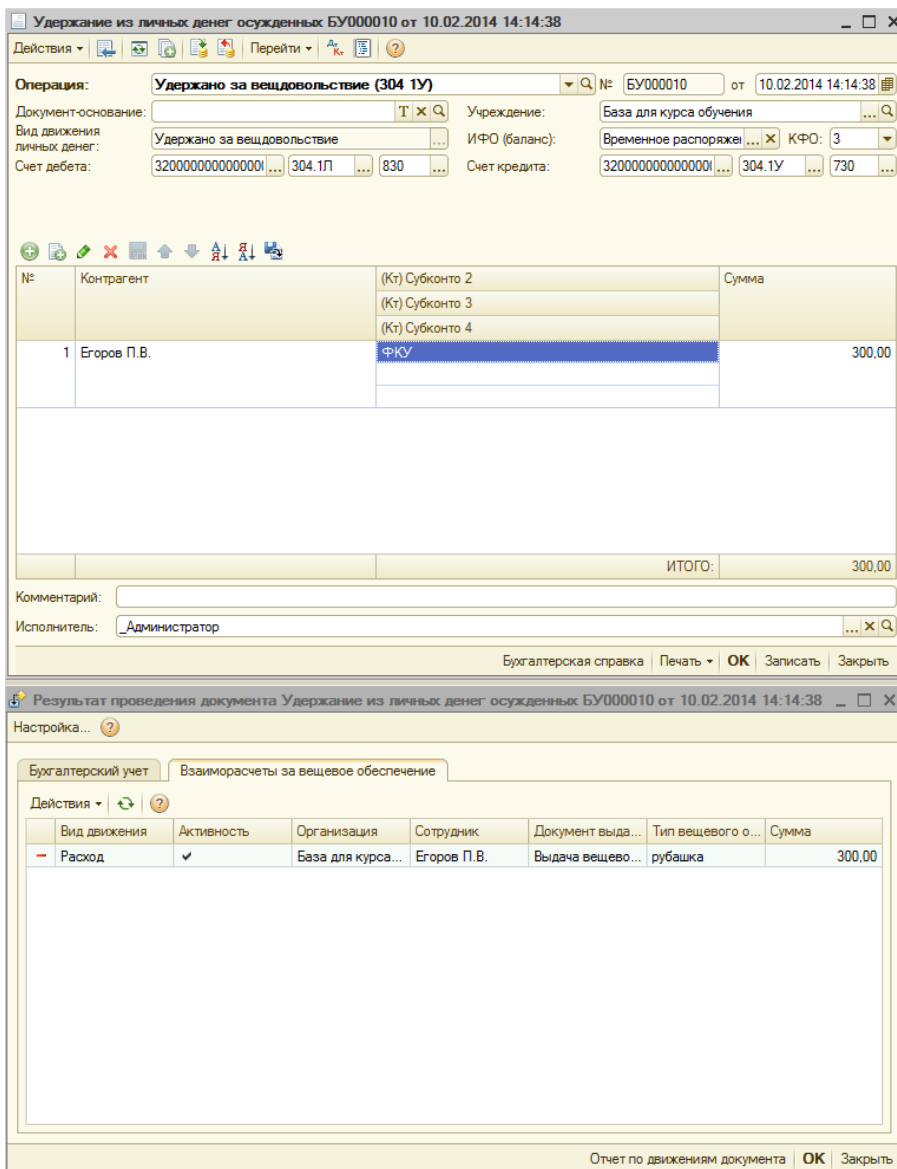 Удержание из личных денег осужденных БУ000010 от 10.02.2014 14:14:38
Действия Перейти
Операция: Удержано за вещдовольствие (304 1У) № БУ000010 от 10.02.2014 14:14:38
Документ-основание: Учреждение: База для курса обучения
Вид движения личных денег: Удержано за вещдовольствие ИФО (баланс): Временное распоряже КФО: 3
Счет дебета: 3200000000000000 304.1П 830 Счет кредита: 3200000000000000 304.1У 730
№ Контрагент (Кт) Субконто 2 Сумма
(Кт) Субконто 3
(Кт) Субконто 4
1 Егоров П.В. ФКУ 300,00
ИТОГО: 300,00
Комментарий:
Исполнитель: _Администратор
Бухгалтерская справка Печать OK Записать Закрыть
Результат проведения документа Удержание из личных денег осужденных БУ000010 от 10.02.2014 14:14:38
Настройка...
Бухгалтерский учет Взаиморасчеты за вещевое обеспечение
Действия
Вид движения Активность Организация Сотрудник Документ выда... Тип вещевого о... Сумма
Расход База для курса... Егоров П.В. Выдача вещево... рубашка 300,00
Отчет по движениям документа OK Закрыть